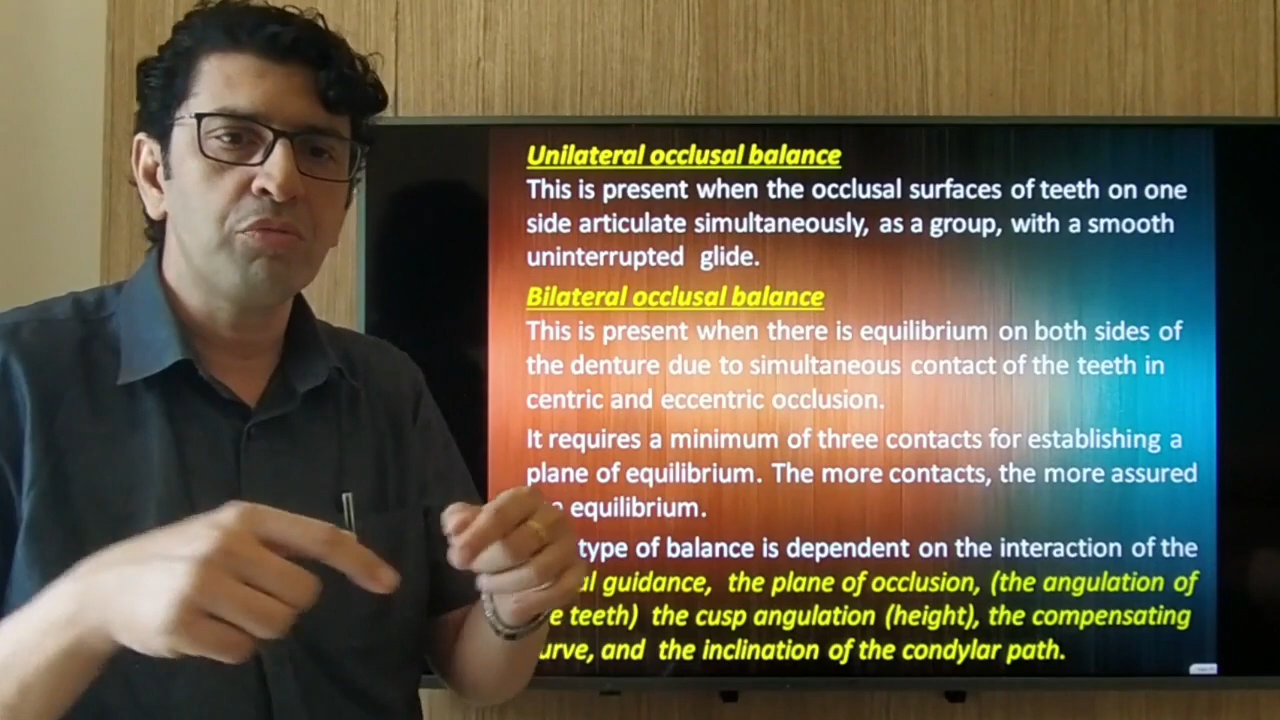 Unilateral occlusal balance
This is present when the occlusal surfaces of teeth on one
side articulate simultaneously, as a group, with a smooth
uninterrupted glide.
Bilateral occlusal balance
This is present when there is equilibrium on both sides of
the denture due to simultaneous contact of the teeth in
centric and eccentric occlusion.
It requires a minimum of three contacts for establishing a
plane of equilibrium. The more contacts, the more assured
equilibrium.
type of balance is dependent on the interaction of the
guidance, the plane of occlusion, (the angulation of
teeth) the cusp angulation (height), the compensating
and the inclination of the condylar path.